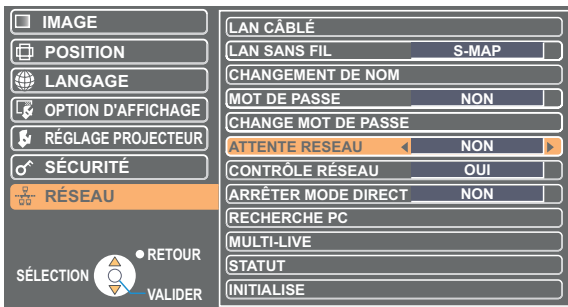 IMAGE
POSITION
LANGAGE
OPTION D'AFFICHAGE
RÉGLAGE PROJECTEUR
SÉCURITÉ
RÉSEAU
RETOUR
SÉLECTION
VALIDER
LAN CÂBLÉ
LAN SANS FIL S-MAP
CHANGEMENT DE NOM
MOT DE PASSE NON
CHANGE MOT DE PASSE
ATTENTE RESEAU NON
CONTRÔLE RÉSEAU OUI
ARRÊTER MODE DIRECT NON
RECHERCHE PC
MULTI-LIVE
STATUT
INITIALISE